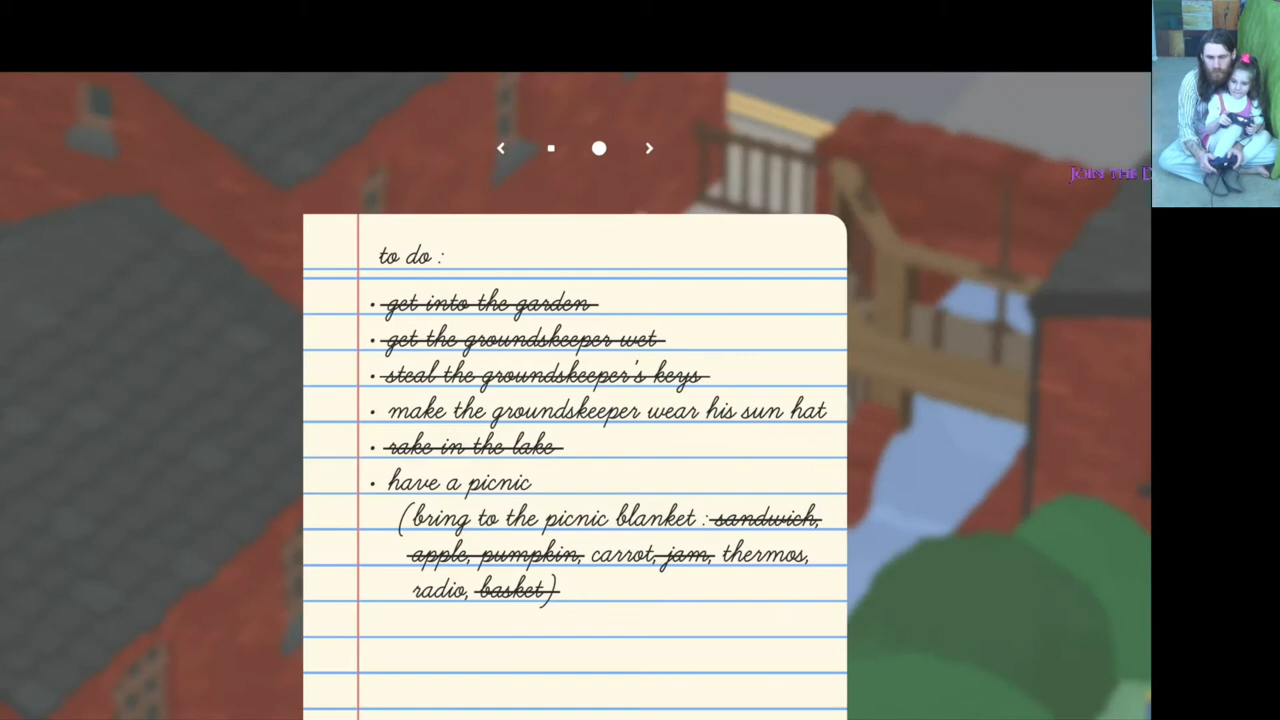 to do :
• get into the garden
• get the groundskeeper wet
• steal the groundskeeper's keys
• make the groundskeeper wear his sun hat
• rake in the lake
• have a picnic
(bring to the picnic blanket : sandwich,
apple, pumpkin, carrot, jam, thermos,
radio, basket)
JOIN THE D